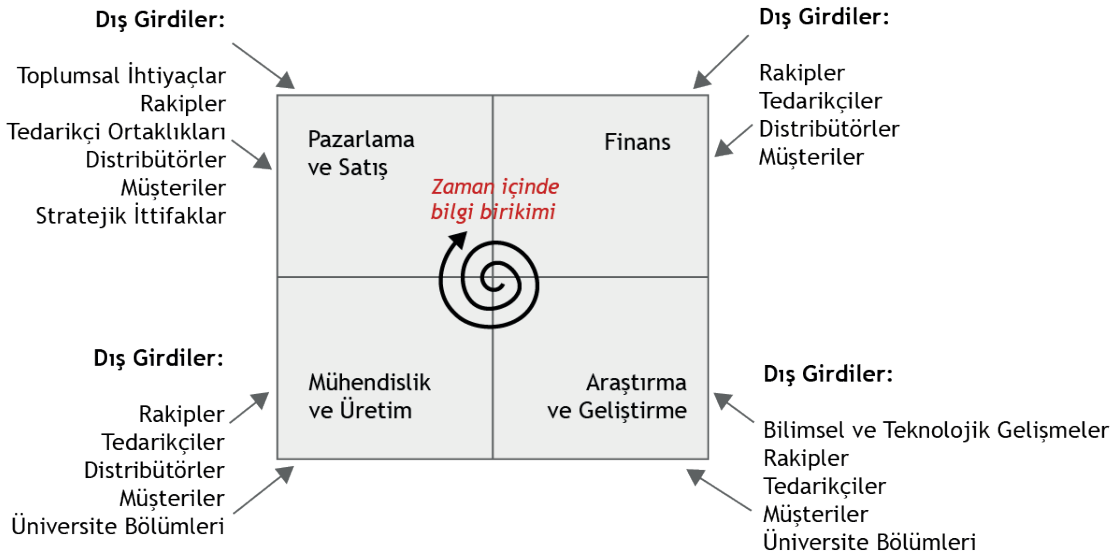 Dış Girdiler:
Toplumsal İhtiyaçlar
Rakipler
Tedarikçi Ortaklıkları
Distribütörler
Müşteriler
Stratejik İttifaklar
Dış Girdiler:
Rakipler
Tedarikçiler
Distribütörler
Müşteriler
Pazarlama
ve Satış
Finans
Zaman içinde
bilgi birikimi
Mühendislik
ve Üretim
Araştırma
ve Geliştirme
Dış Girdiler:
Rakipler
Tedarikçiler
Distribütörler
Müşteriler
Üniversite Bölümleri
Dış Girdiler:
Bilimsel ve Teknolojik Gelişmeler
Rakipler
Tedarikçiler
Müşteriler
Üniversite Bölümleri